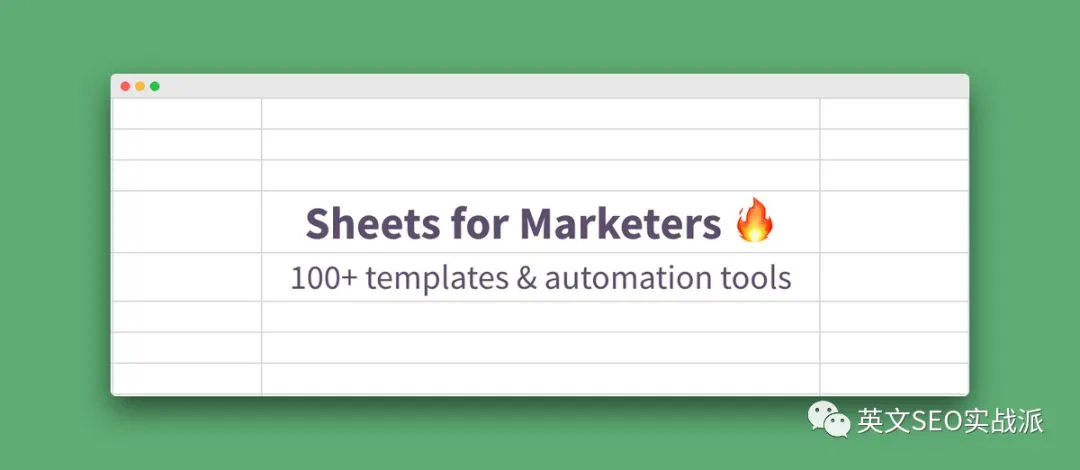 Sheets for Marketers 🔥
100+ templates & automation tools
英文SEO实战派